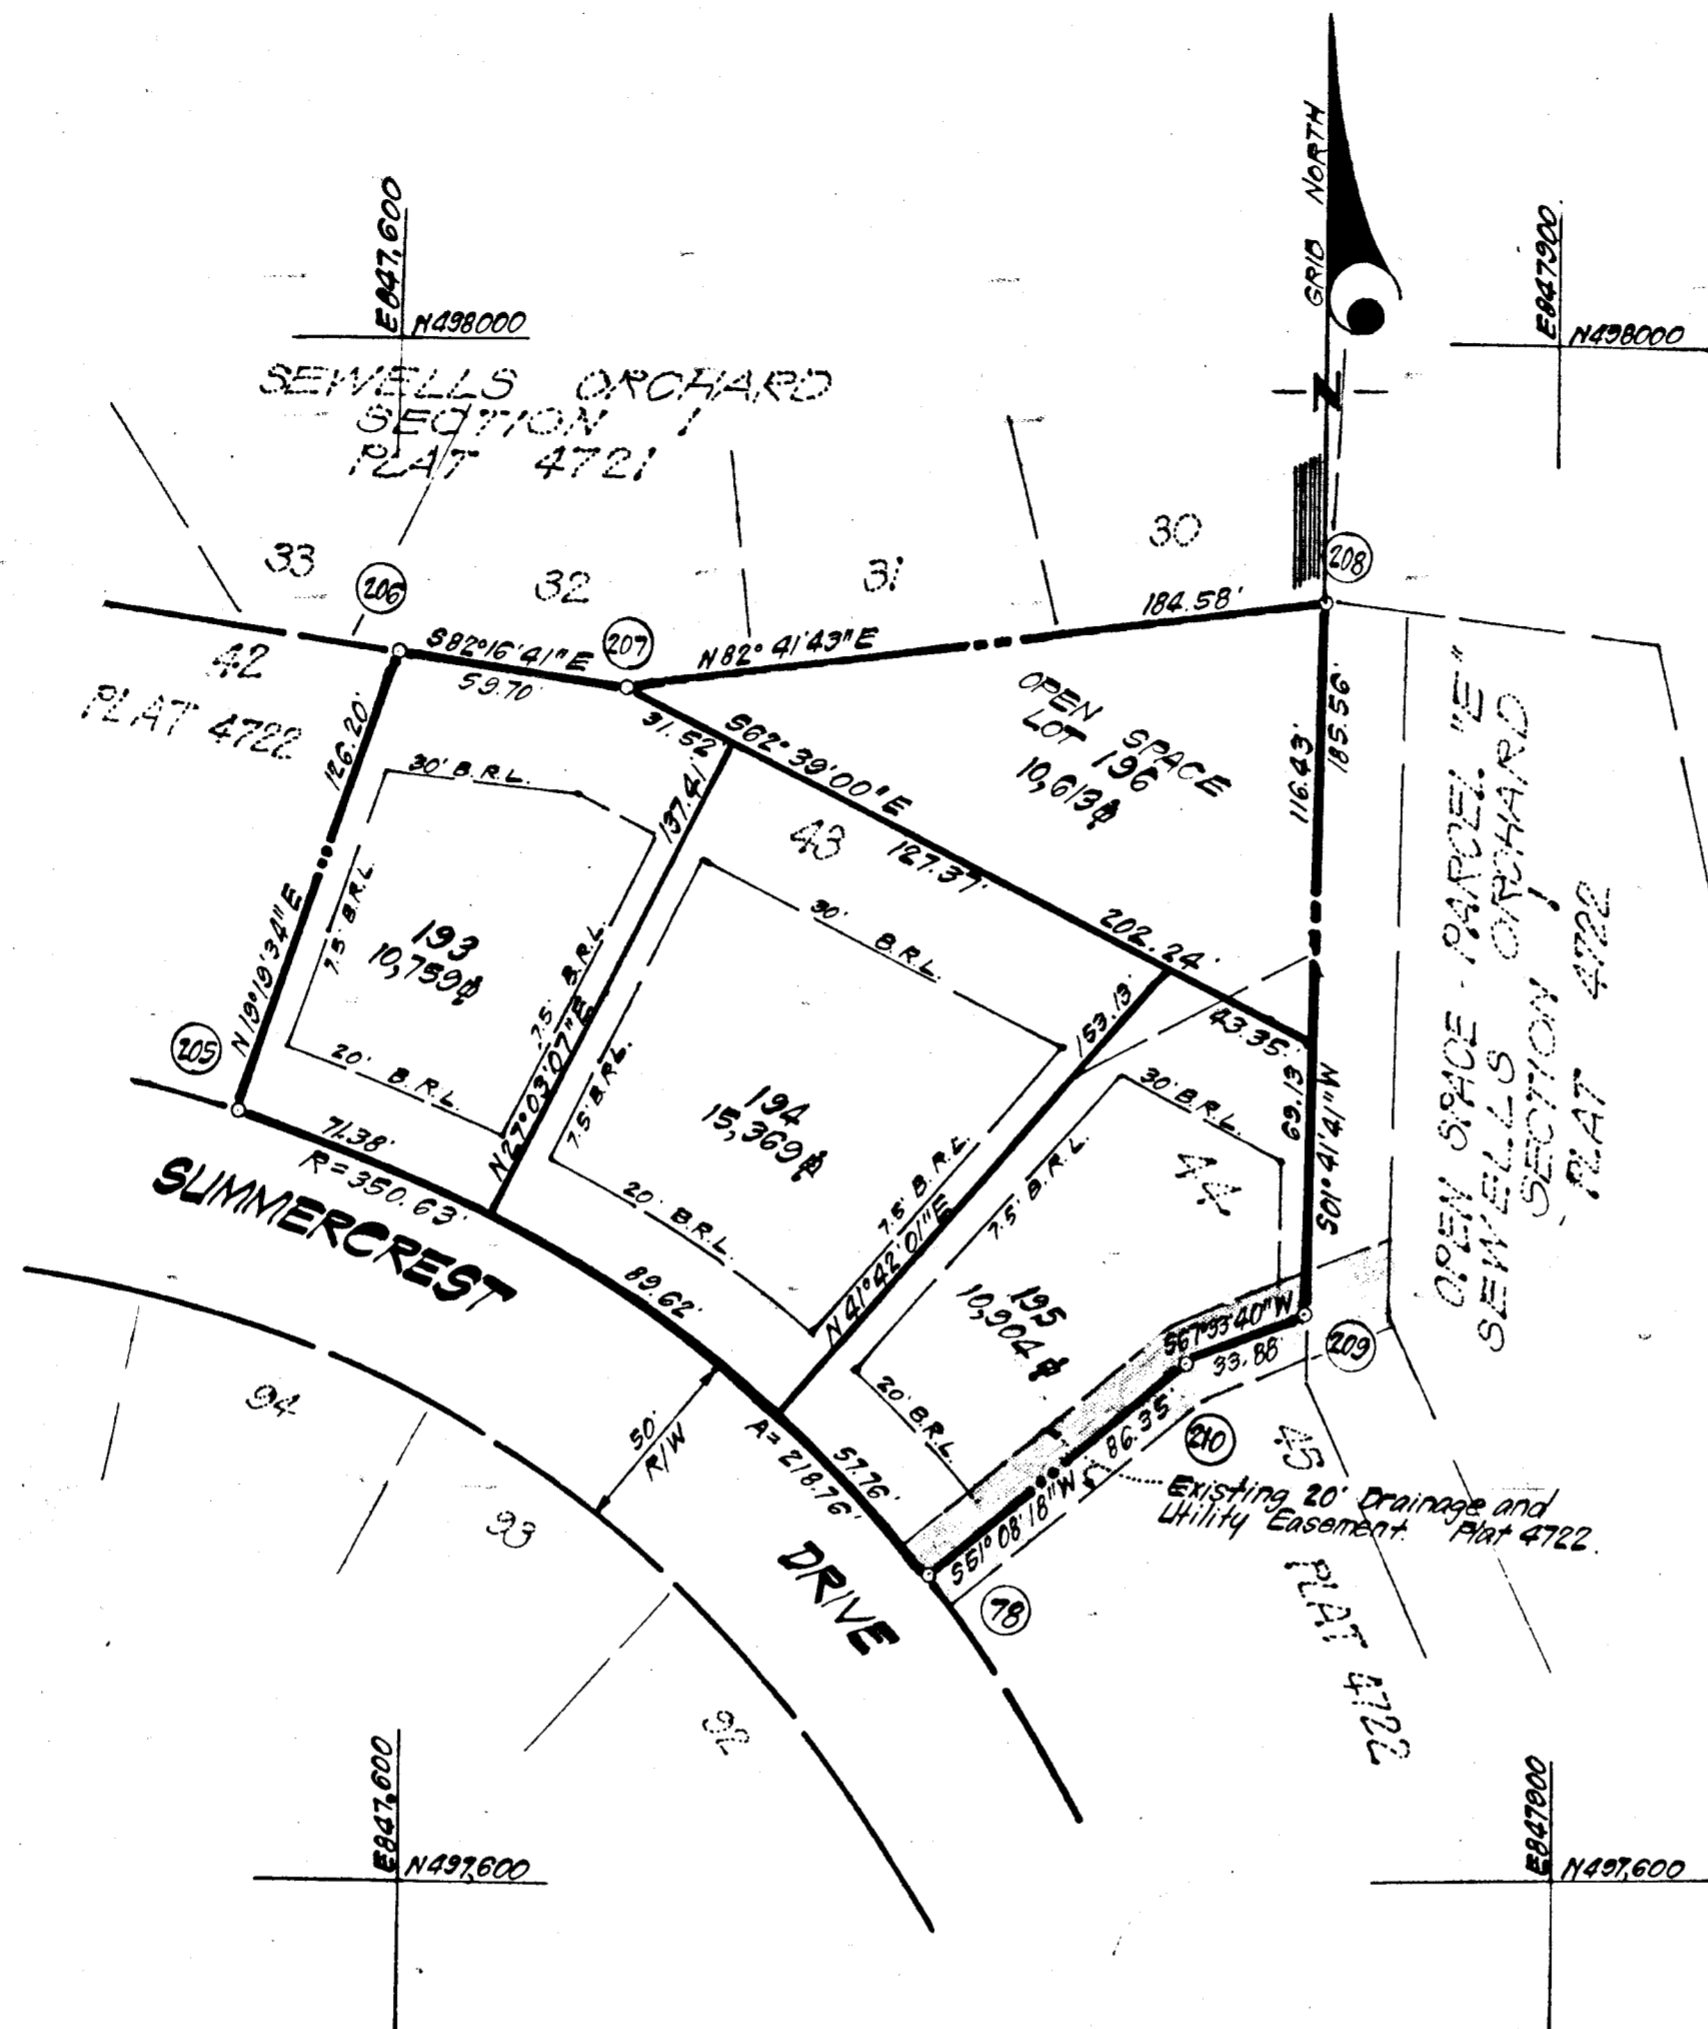 GRID NORTH
N
E847,600
N498000
E847900
N498000
SEWELLS ORCHARD
SECTION 1
PLAT 4721
33
32
31
30
206
207
208
42
PLAT 4722
S82°16'41"E
59.70'
N82°41'43"E
184.58'
OPEN SPACE
LOT 196
10,613
116.43'
185.56'
126.20'
N19°19'34"E
31.52'
S62°39'00"E
127.37'
202.24'
43.35'
43
30' B.R.L.
7.5' B.R.L.
193
10,759
7.5' B.R.L.
20' B.R.L.
137.41'
N27°03'07"E
30' B.R.L.
7.5' B.R.L.
194
15,369
20' B.R.L.
7.5' B.R.L.
153.13'
N41°42'01"E
30' B.R.L.
7.5' B.R.L.
44
195
10,904
20' B.R.L.
69.13'
S01°41'41"W
OPEN SPACE - PARCEL "E"
SEWELLS ORCHARD
SECTION 1
PLAT 4722
205
71.38'
R=350.63'
89.62'
A=218.76'
57.76'
SUMMERCREST
DRIVE
50'
R/W
S67°33'40"W
33.88'
209
86.35'
S51°08'18"W
210
78
Existing 20' Drainage and
Utility Easement Plat 4722.
45
PLAT 4722
94
93
92
E847,600
N497,600
E847900
N497,600